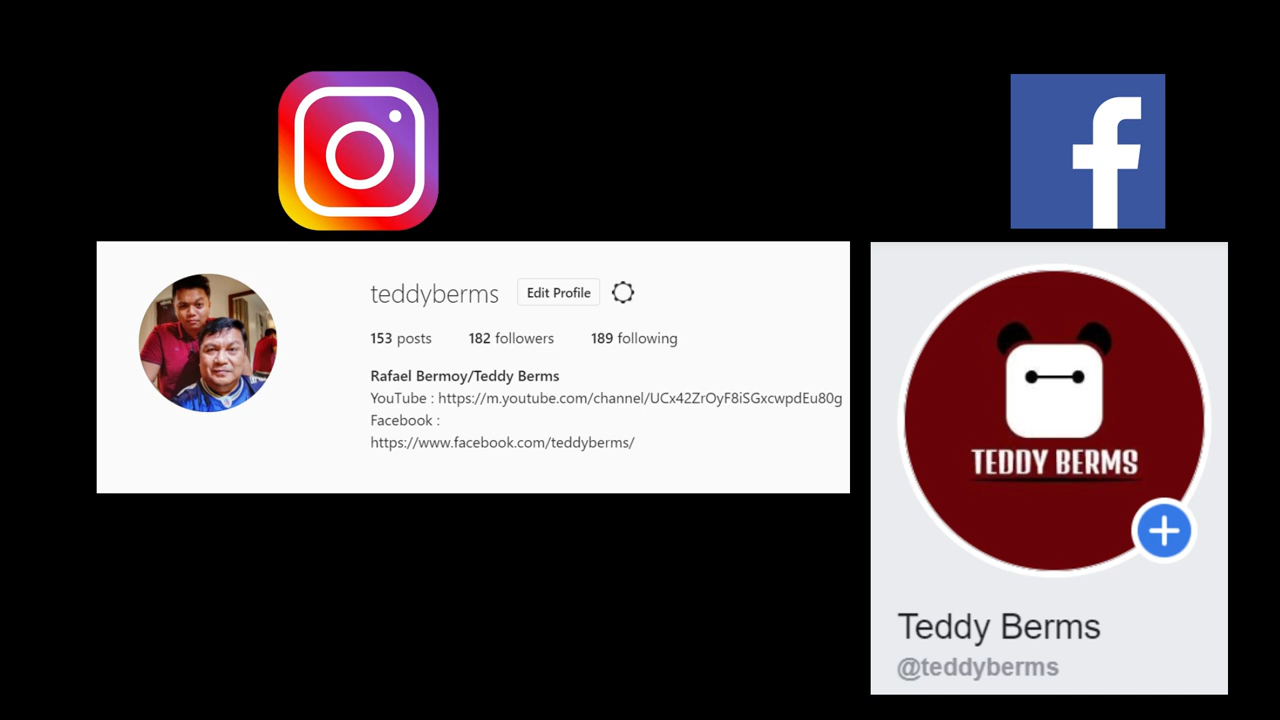 teddyberms Edit Profile
153 posts 182 followers 189 following
Rafael Bermoy/Teddy Berms
YouTube : https://m.youtube.com/channel/UCx42ZrOyF8iSGxcwpdEu80g
Facebook :
https://www.facebook.com/teddyberms/
TEDDY BERMS
Teddy Berms
@teddyberms